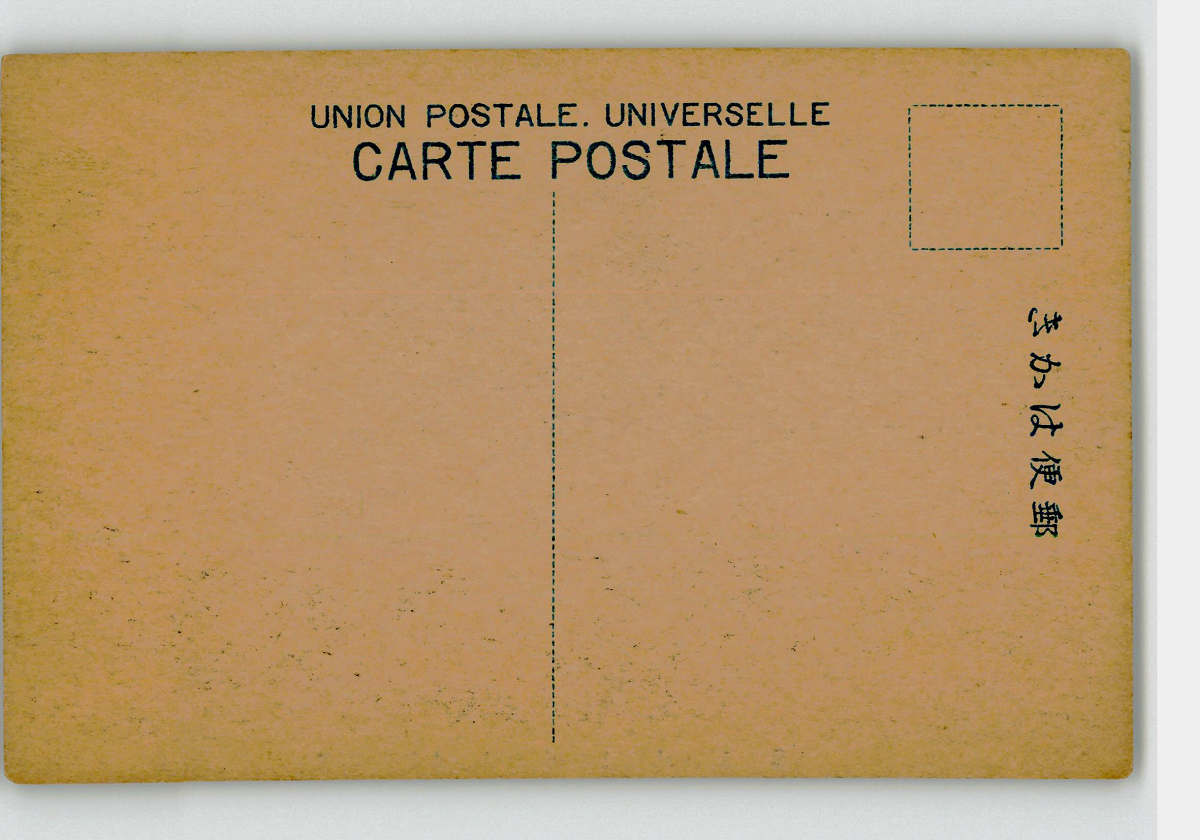 UNION POSTALE. UNIVERSELLE
CARTE POSTALE
郵便はかき